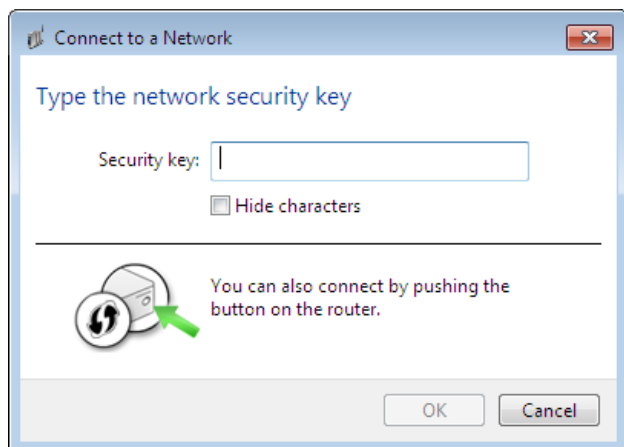 Connect to a Network
Type the network security key
Security key:
Hide characters
You can also connect by pushing the
button on the router.
OK
Cancel